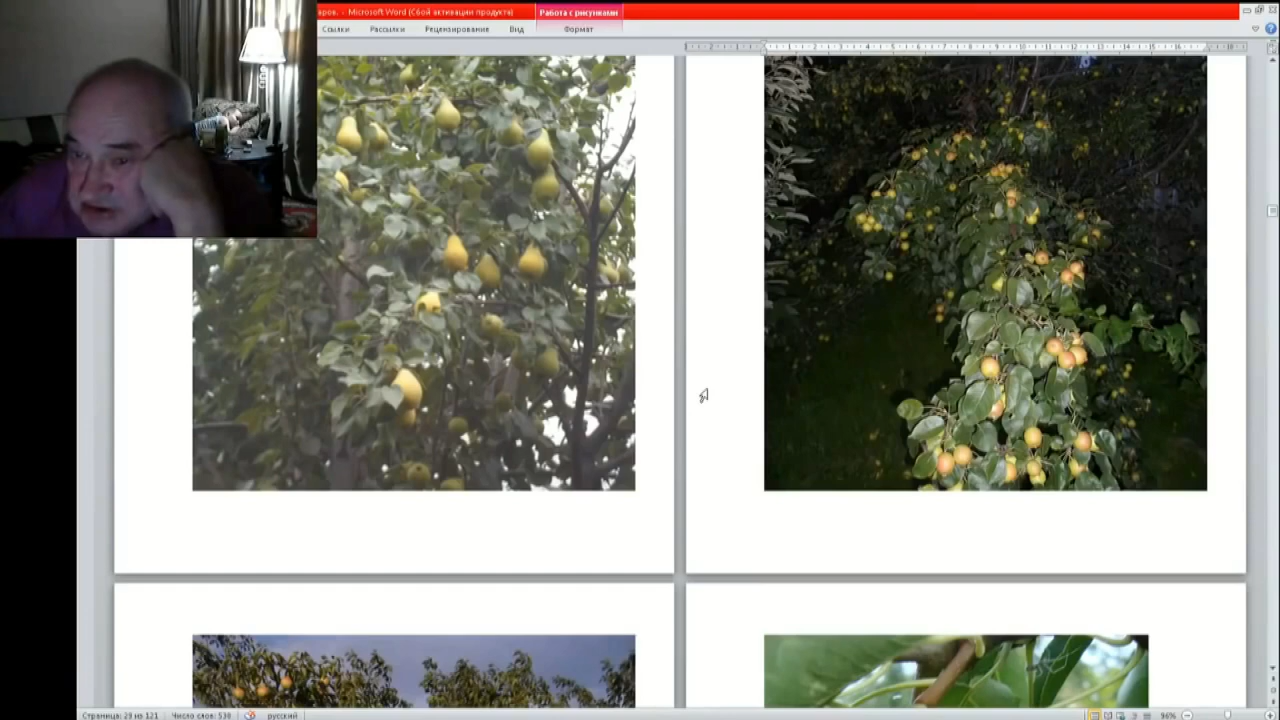 аров. - Microsoft Word (Сбой активации продукта)
Работа с рисунками
Ссылки Рассылки Рецензирование Вид Формат
Страница: 29 из 121 Число слов: 538 русский 96%